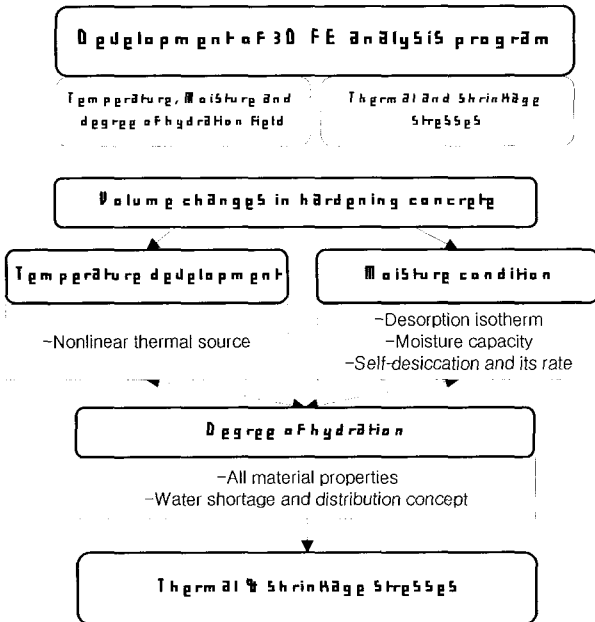 Development of 3D FE analysis program
Temperature, Moisture and
degree of hydration Field
Thermal and Shrinkage
Stresses
Volume changes in hardening concrete
Temperature development
Moisture condition
-Nonlinear thermal source
-Desorption isotherm
-Moisture capacity
-Self-desiccation and its rate
Degree of hydration
-All material properties
-Water shortage and distribution concept
Thermal & Shrinkage Stresses